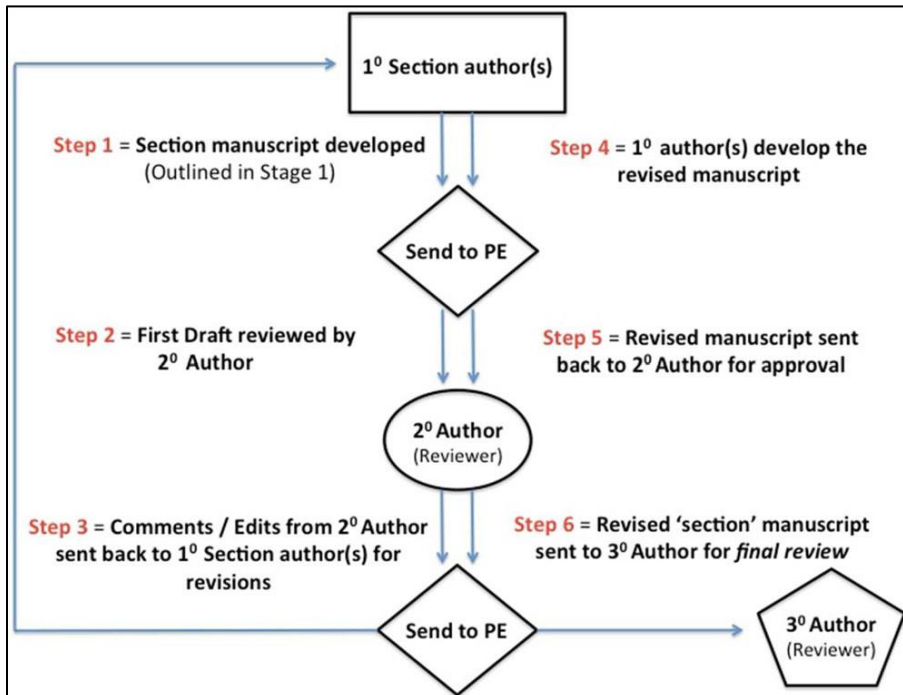 1⁰ Section author(s)
Step 1 = Section manuscript developed
(Outlined in Stage 1)
Step 4 = 1⁰ author(s) develop the
revised manuscript
Send to PE
Step 2 = First Draft reviewed by
2⁰ Author
Step 5 = Revised manuscript sent
back to 2⁰ Author for approval
2⁰ Author
(Reviewer)
Step 3 = Comments / Edits from 2⁰ Author
sent back to 1⁰ Section author(s) for
revisions
Step 6 = Revised ‘section’ manuscript
sent to 3⁰ Author for final review
Send to PE
3⁰ Author
(Reviewer)